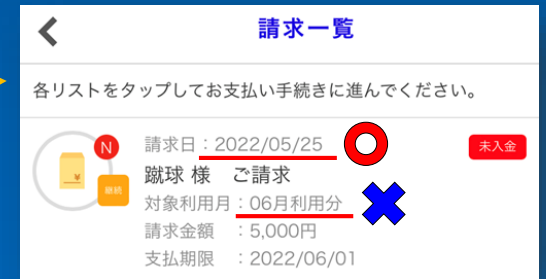 請求一覧
各リストをタップしてお支払い手続きに進んでください。
N
請求日：2022/05/25
未入金
蹴球 様　ご請求
¥
継続
対象利用月：06月利用分
請求金額　：5,000円
支払期限　：2022/06/01